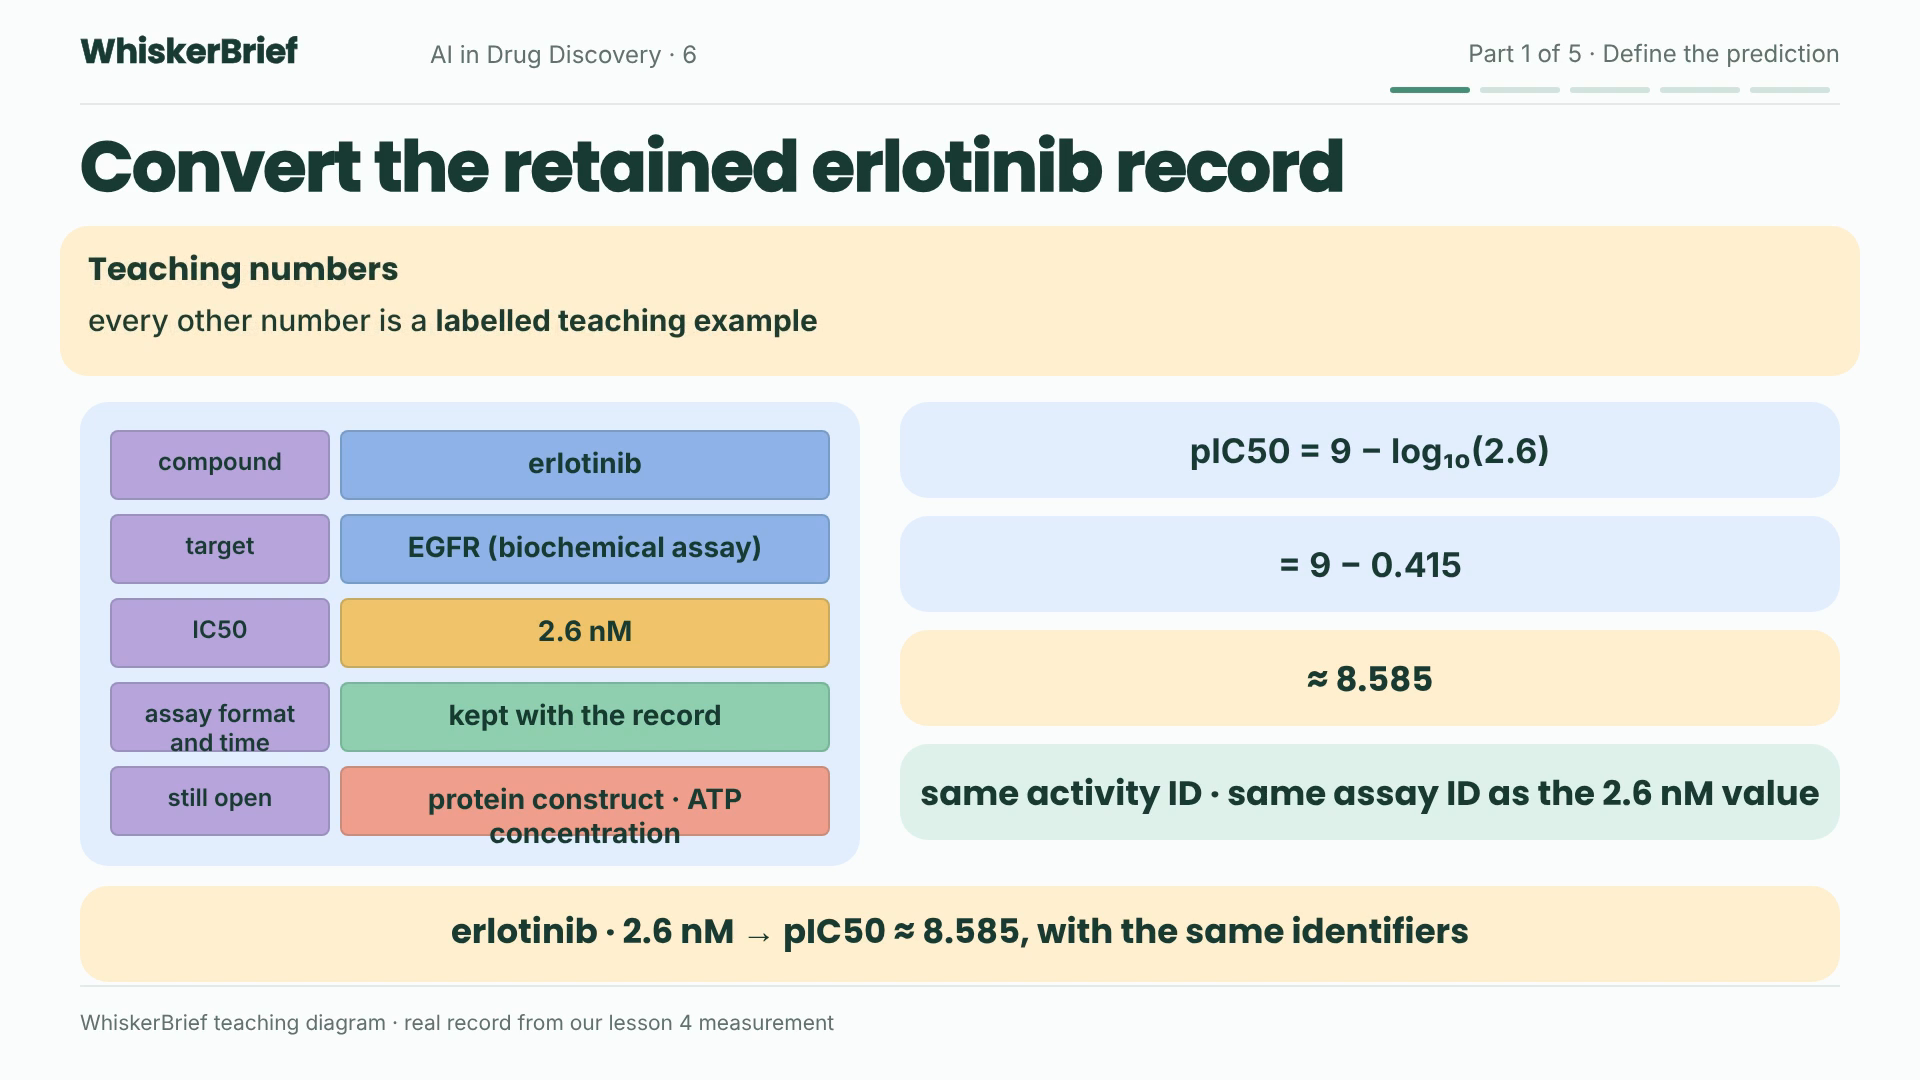 WhiskerBrief
AI in Drug Discovery · 6
Part 1 of 5 · Define the prediction
Convert the retained erlotinib record
Teaching numbers
every other number is a labelled teaching example
compound
erlotinib
target
EGFR (biochemical assay)
IC50
2.6 nM
assay format
and time
kept with the record
still open
protein construct · ATP
concentration
pIC50 = 9 − log₁₀(2.6)
= 9 − 0.415
≈ 8.585
same activity ID · same assay ID as the 2.6 nM value
erlotinib · 2.6 nM → pIC50 ≈ 8.585, with the same identifiers
WhiskerBrief teaching diagram · real record from our lesson 4 measurement